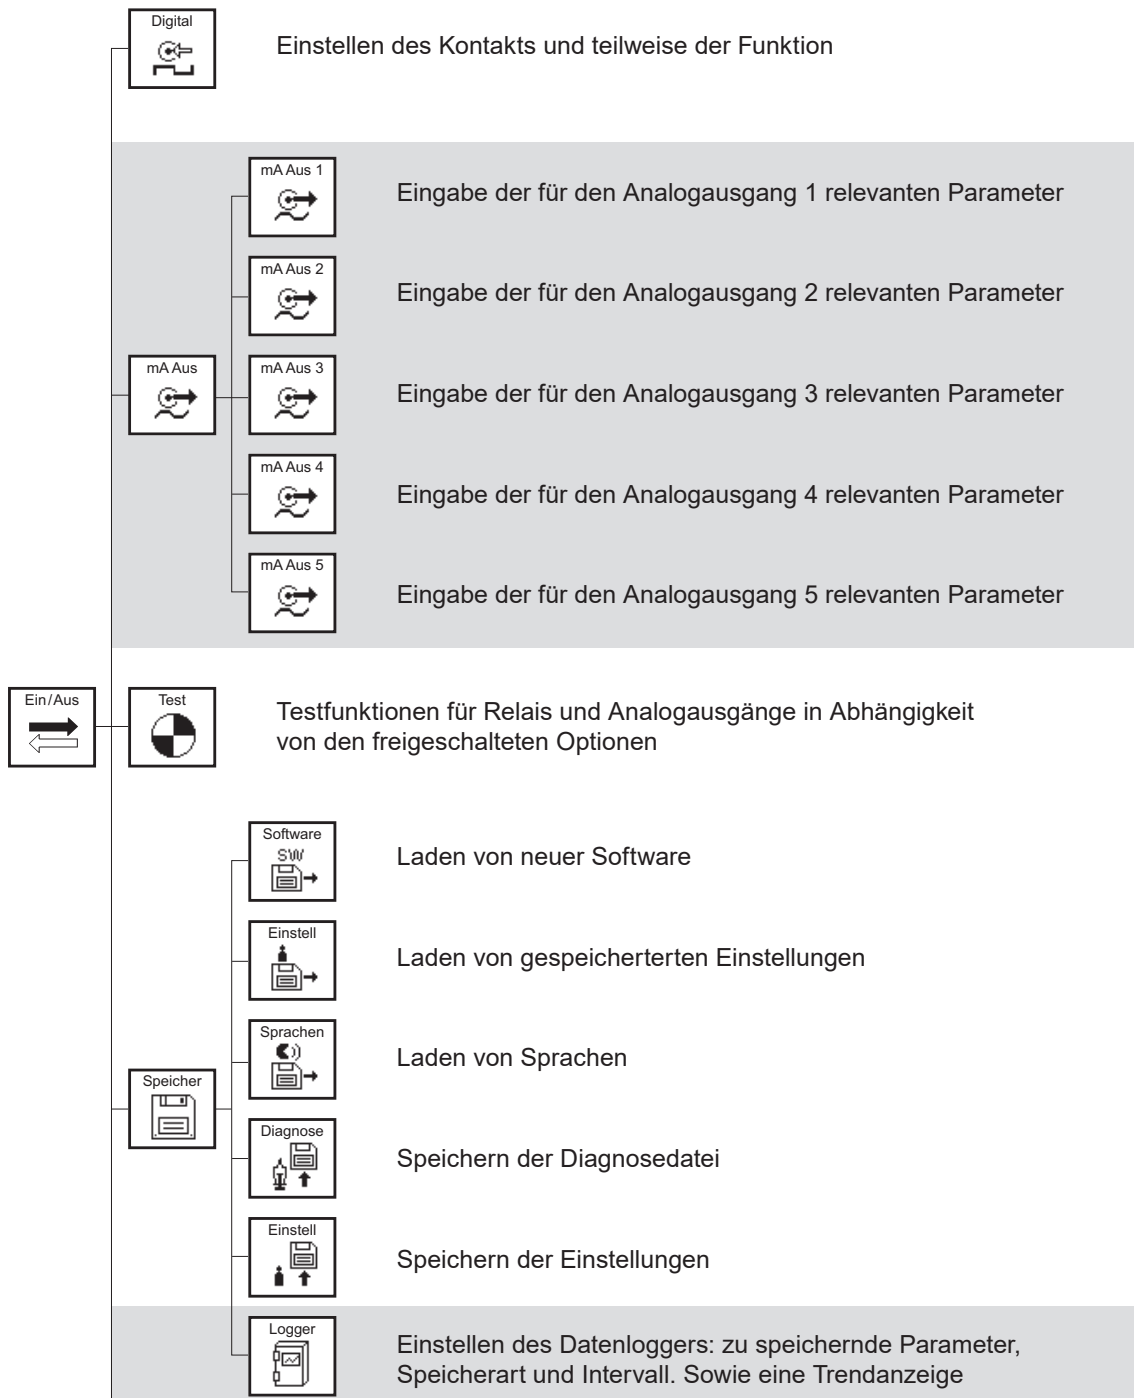 Digital
Einstellen des Kontakts und teilweise der Funktion
mA Aus 1
Eingabe der für den Analogausgang 1 relevanten Parameter
mA Aus 2
Eingabe der für den Analogausgang 2 relevanten Parameter
mA Aus
mA Aus 3
Eingabe der für den Analogausgang 3 relevanten Parameter
mA Aus 4
Eingabe der für den Analogausgang 4 relevanten Parameter
mA Aus 5
Eingabe der für den Analogausgang 5 relevanten Parameter
Ein/Aus
Test
Testfunktionen für Relais und Analogausgänge in Abhängigkeit
von den freigeschalteten Optionen
Software
SW
Laden von neuer Software
Einstell
Laden von gespeicherterten Einstellungen
Sprachen
Laden von Sprachen
Speicher
Diagnose
Speichern der Diagnosedatei
Einstell
Speichern der Einstellungen
Logger
Einstellen des Datenloggers: zu speichernde Parameter,
Speicherart und Intervall. Sowie eine Trendanzeige